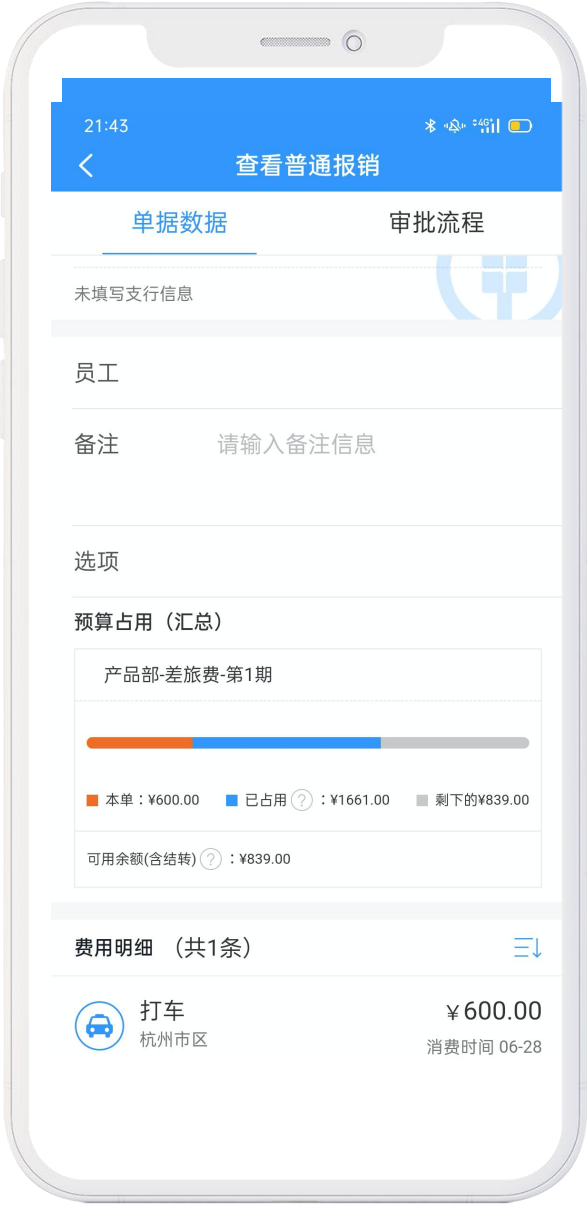 21:43
4G
查看普通报销
单据数据 审批流程
未填写支行信息
员工
备注 请输入备注信息
选项
预算占用（汇总）
产品部-差旅费-第1期
本单：¥600.00 已占用?：¥1661.00 剩下的¥839.00
可用余额(含结转)?：¥839.00
费用明细 （共1条）
打车 ￥600.00
杭州市区 消费时间 06-28